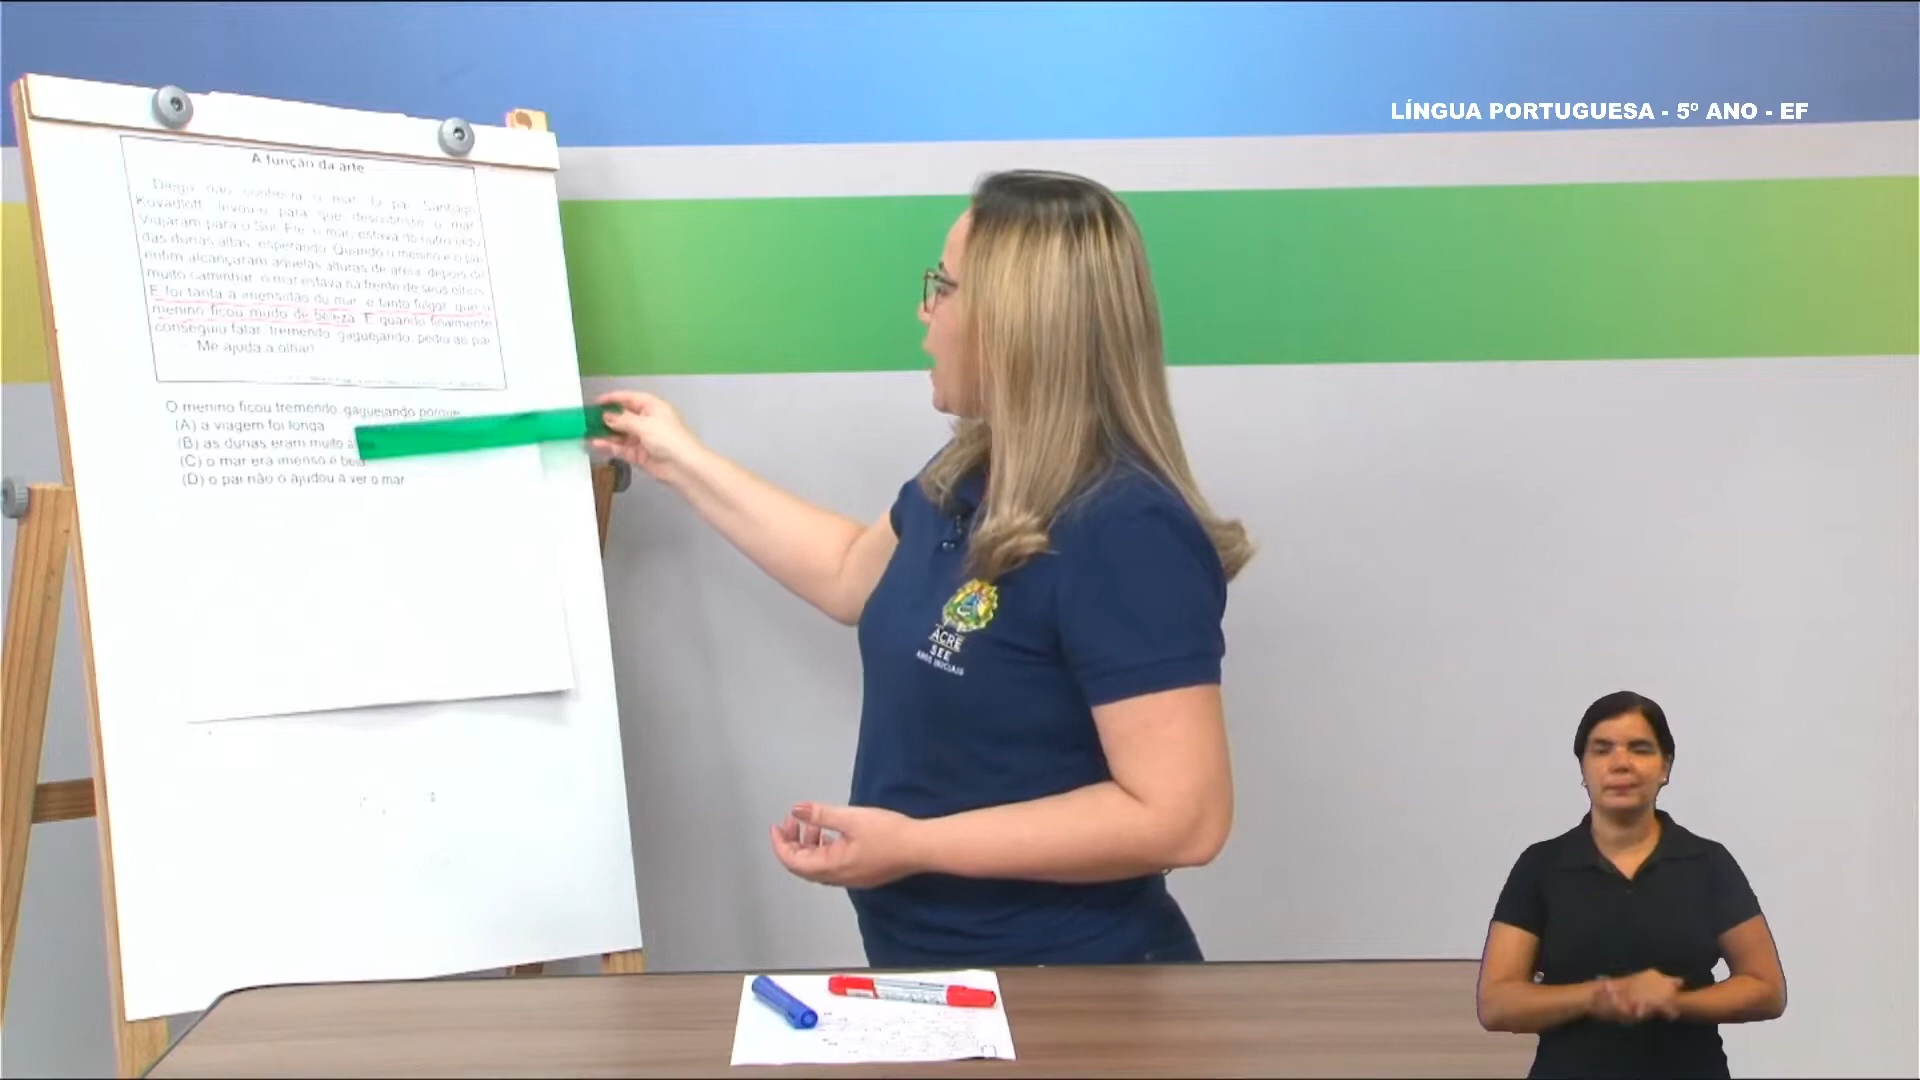 LÍNGUA PORTUGUESA - 5º ANO - EF
A função da arte
Diego não conhecia o mar. O pai, Santiago
Kovadloff, levou-o para que descobrisse o mar.
Viajaram para o Sul. Ele, o mar, estava do outro lado
das dunas altas, esperando. Quando o menino e o pai
enfim alcançaram aquelas alturas de areia, depois de
muito caminhar, o mar estava na frente de seus olhos.
E foi tanta a imensidão do mar, e tanto fulgor, que o
menino ficou mudo de beleza. E quando finalmente
conseguiu falar, tremendo, gaguejando, pediu ao pai:
— Me ajuda a olhar!
O menino ficou tremendo, gaguejando porque
(A) a viagem foi longa
(B) as dunas eram muito
(C) o mar era imenso e belo
(D) o pai não o ajudou a ver o mar
ACRE
SEE
ANOS INICIAIS